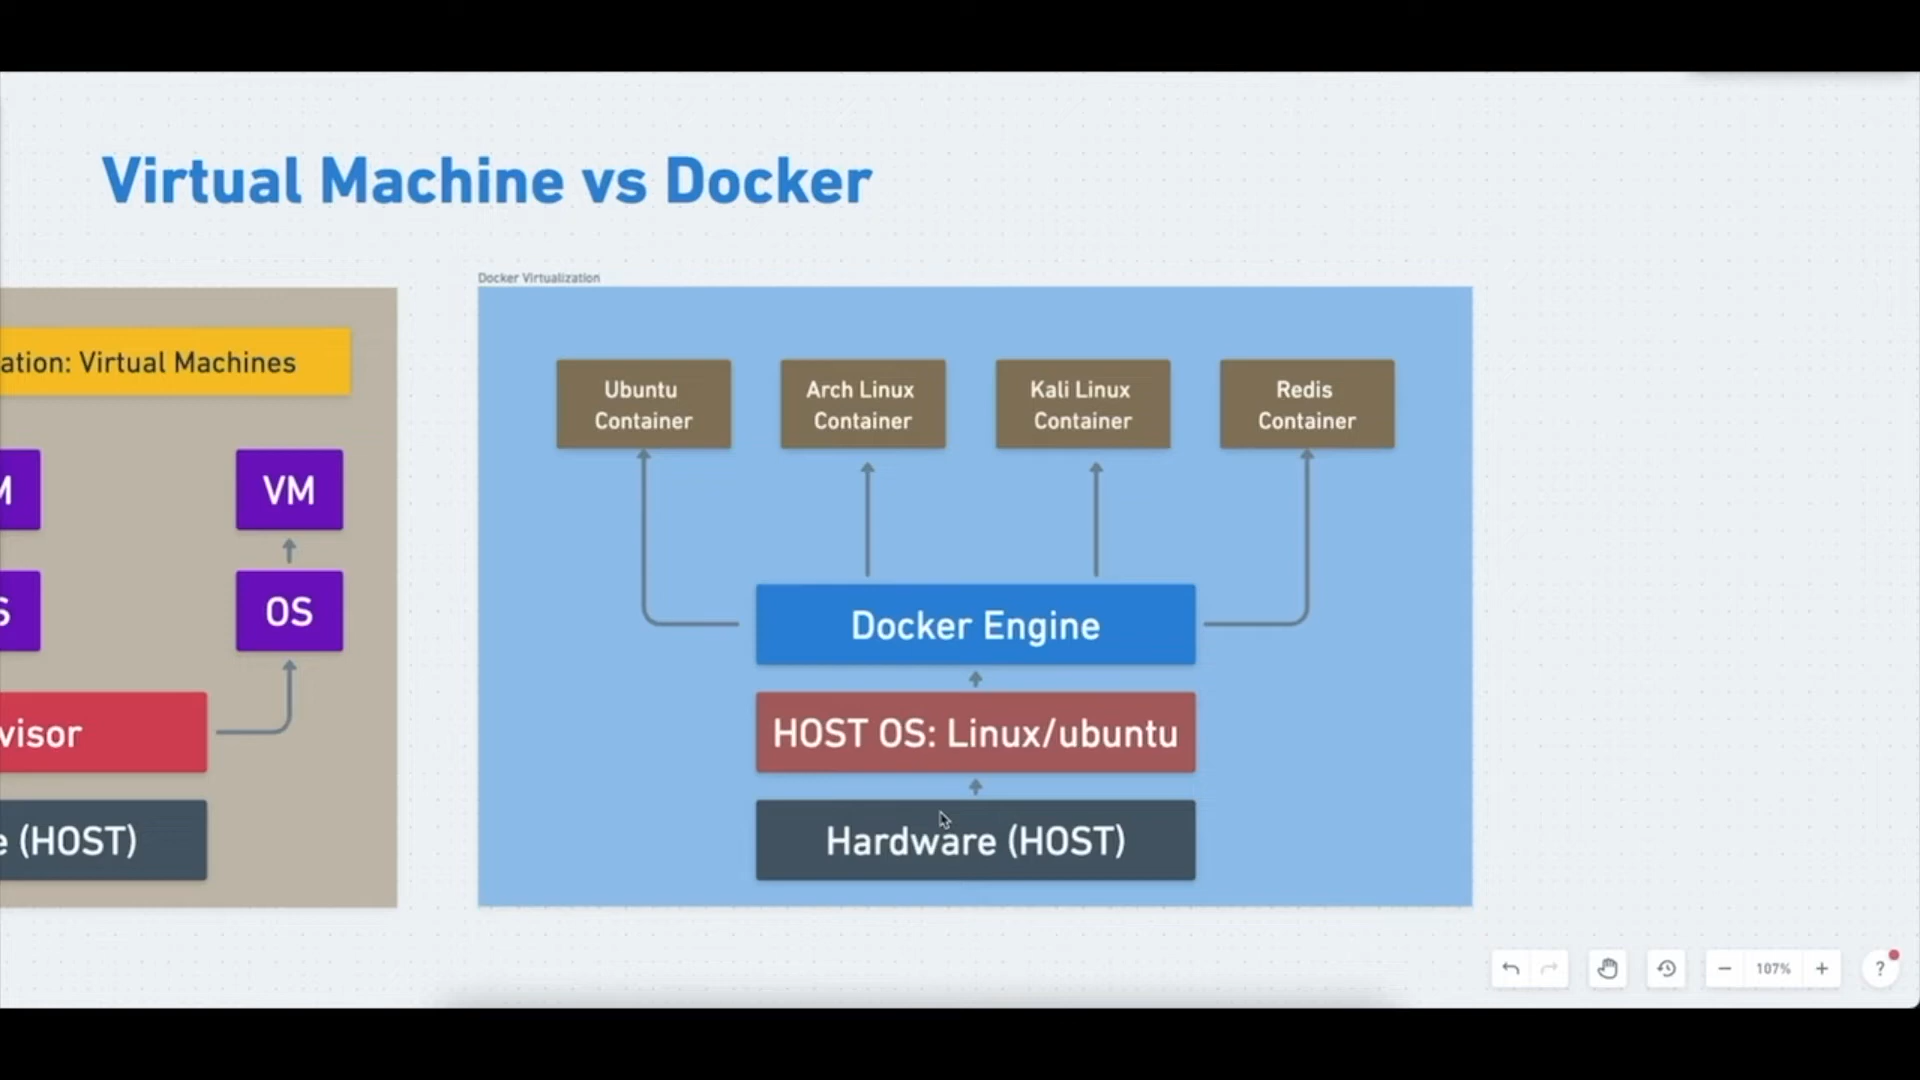 Virtual Machine vs Docker
Docker Virtualization
ation: Virtual Machines
M
VM
S
OS
visor
e (HOST)
Ubuntu
Container
Arch Linux
Container
Kali Linux
Container
Redis
Container
Docker Engine
HOST OS: Linux/ubuntu
Hardware (HOST)
107%
?